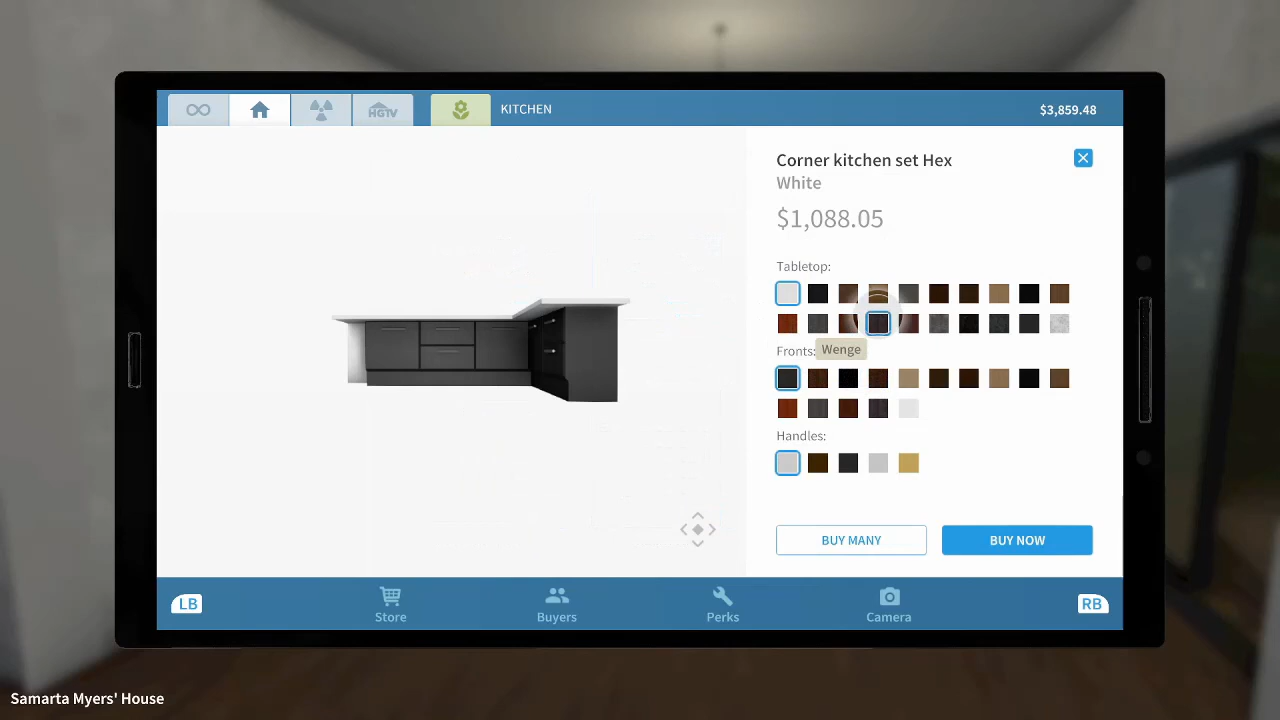 HGTV
KITCHEN
$3,859.48
Corner kitchen set Hex
White
$1,088.05
Tabletop:
Wenge
Fronts:
Handles:
BUY MANY
BUY NOW
LB
Store
Buyers
Perks
Camera
RB
Samarta Myers' House